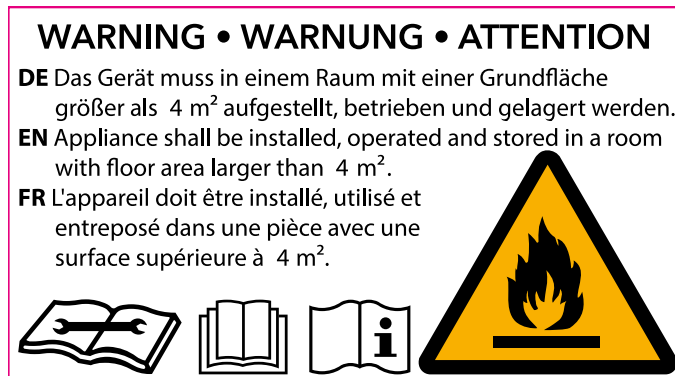 WARNING • WARNUNG • ATTENTION
DE Das Gerät muss in einem Raum mit einer Grundfläche
größer als 4 m² aufgestellt, betrieben und gelagert werden.
EN Appliance shall be installed, operated and stored in a room
with floor area larger than 4 m².
FR L'appareil doit être installé, utilisé et
entreposé dans une pièce avec une
surface supérieure à 4 m².
i